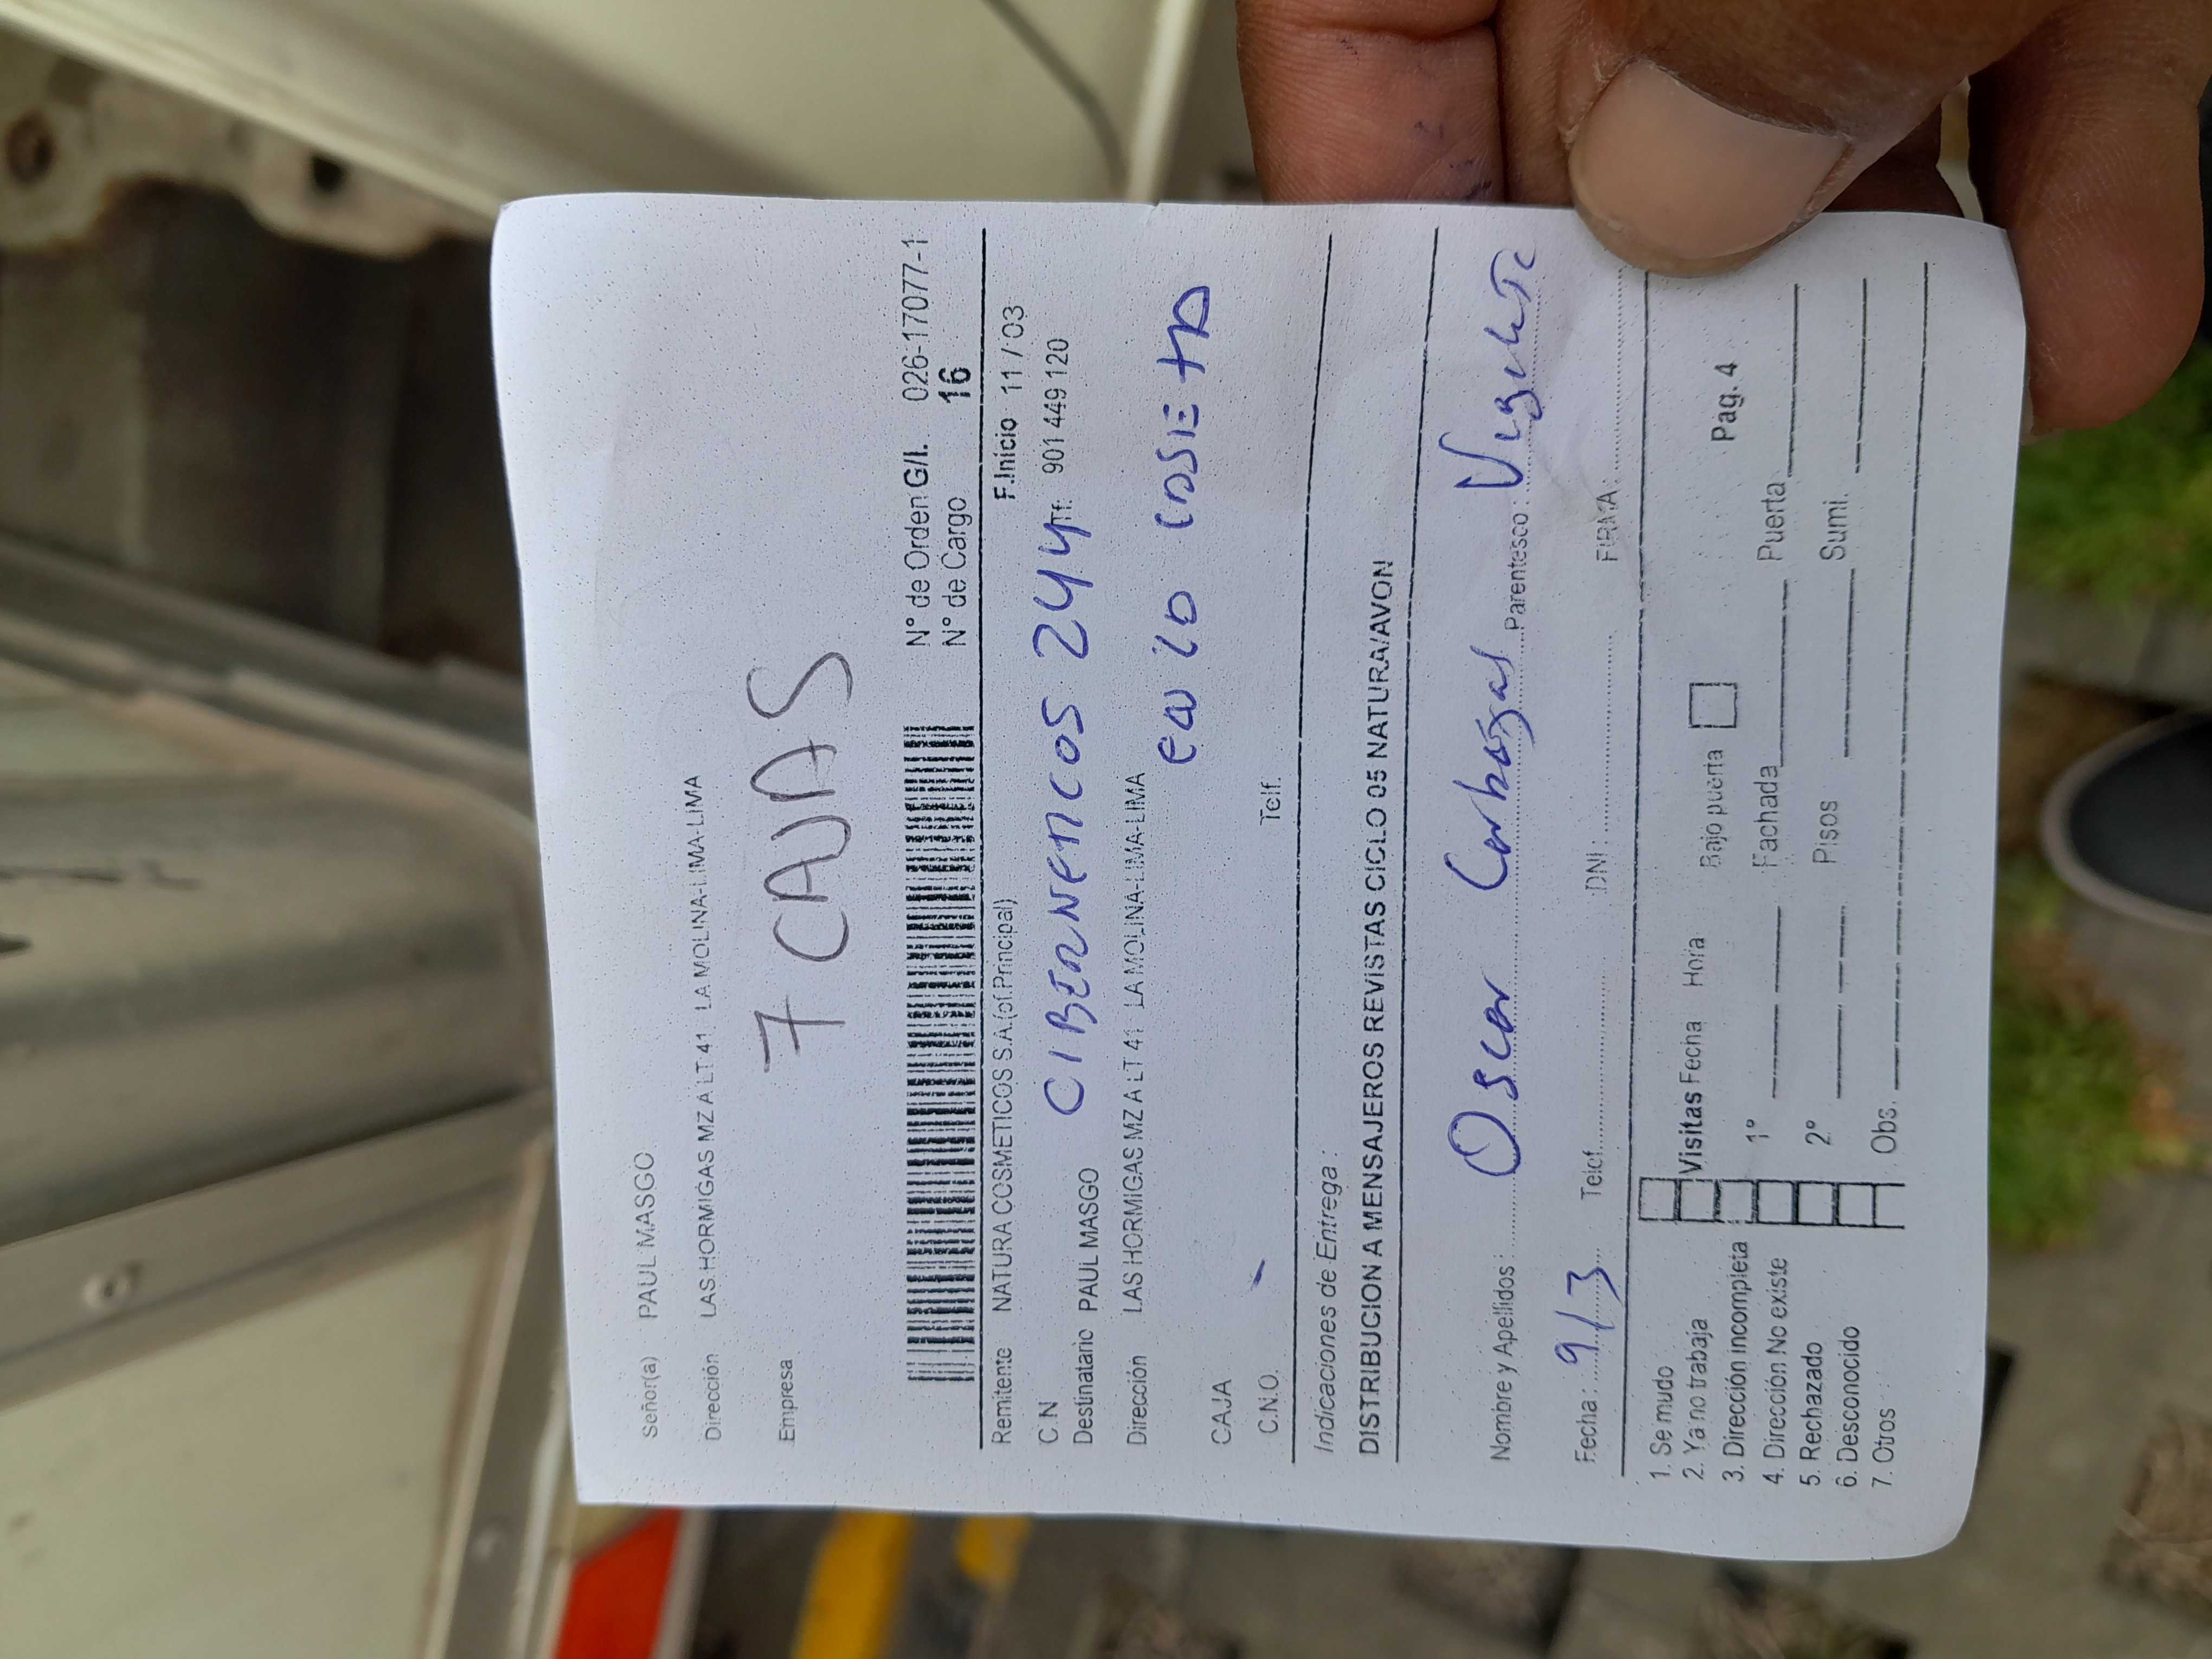 Señor(a) PAUL MASGO
Dirección LAS HORMIGAS MZ A LT 41 LA MOLINA-LIMA-LIMA
Empresa
7 CAJAS
N° de Orden G/I. 026-17077-1
N° de Cargo 16
Remitente NATURA COSMETICOS S.A.(of.Principal) F.Inicio 11 / 03
C.N Tf: 901 449 120
244
Destinatario PAUL MASGO
Dirección LAS HORMIGAS MZ A LT 41 LA MOLINA-LIMA-LIMA
CAJA
C.N.O. Telf.
Indicaciones de Entrega :
DISTRIBUCION A MENSAJEROS REVISTAS CICLO 05 NATURA/AVON
Nombre y Apellidos : Oscar Parentesco :
Fecha : 9/3 Telef. DNI : FIRMA:
1. Se mudo
2. Ya no trabaja
3. Dirección incompleta
4. Dirección No existe
5. Rechazado
6. Desconocido
7. Otros
Visitas Fecha Hora Bajo puerta Pag. 4
1º Fachada Puerta
2º Pisos Sumi.
Obs.